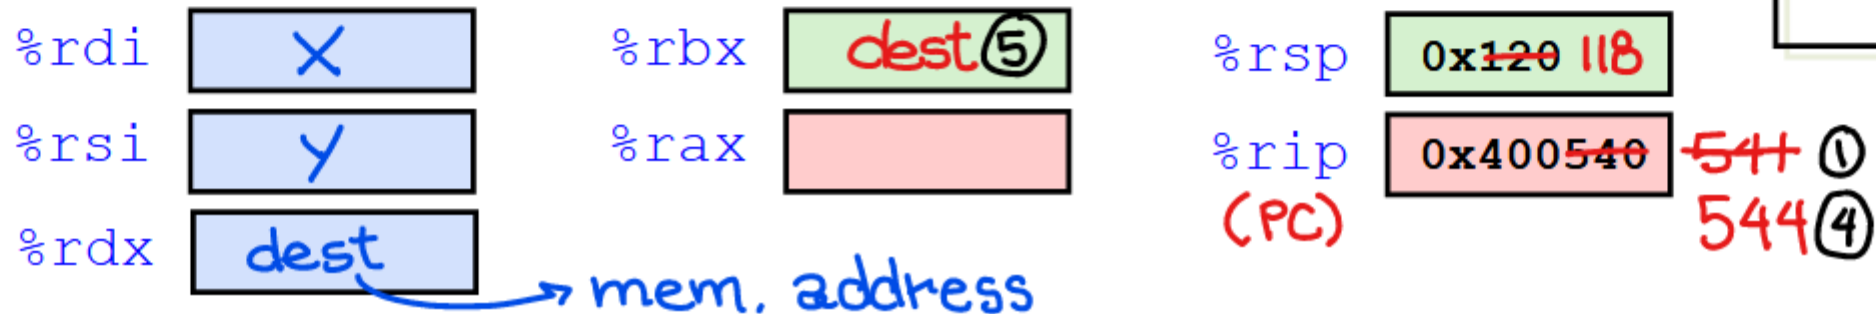 %rdi x %rbx dest ⑤ %rsp 0x120 118
%rsi y %rax %rip 0x400540 541 ①
(PC) 544 ④
%rdx dest
mem. address